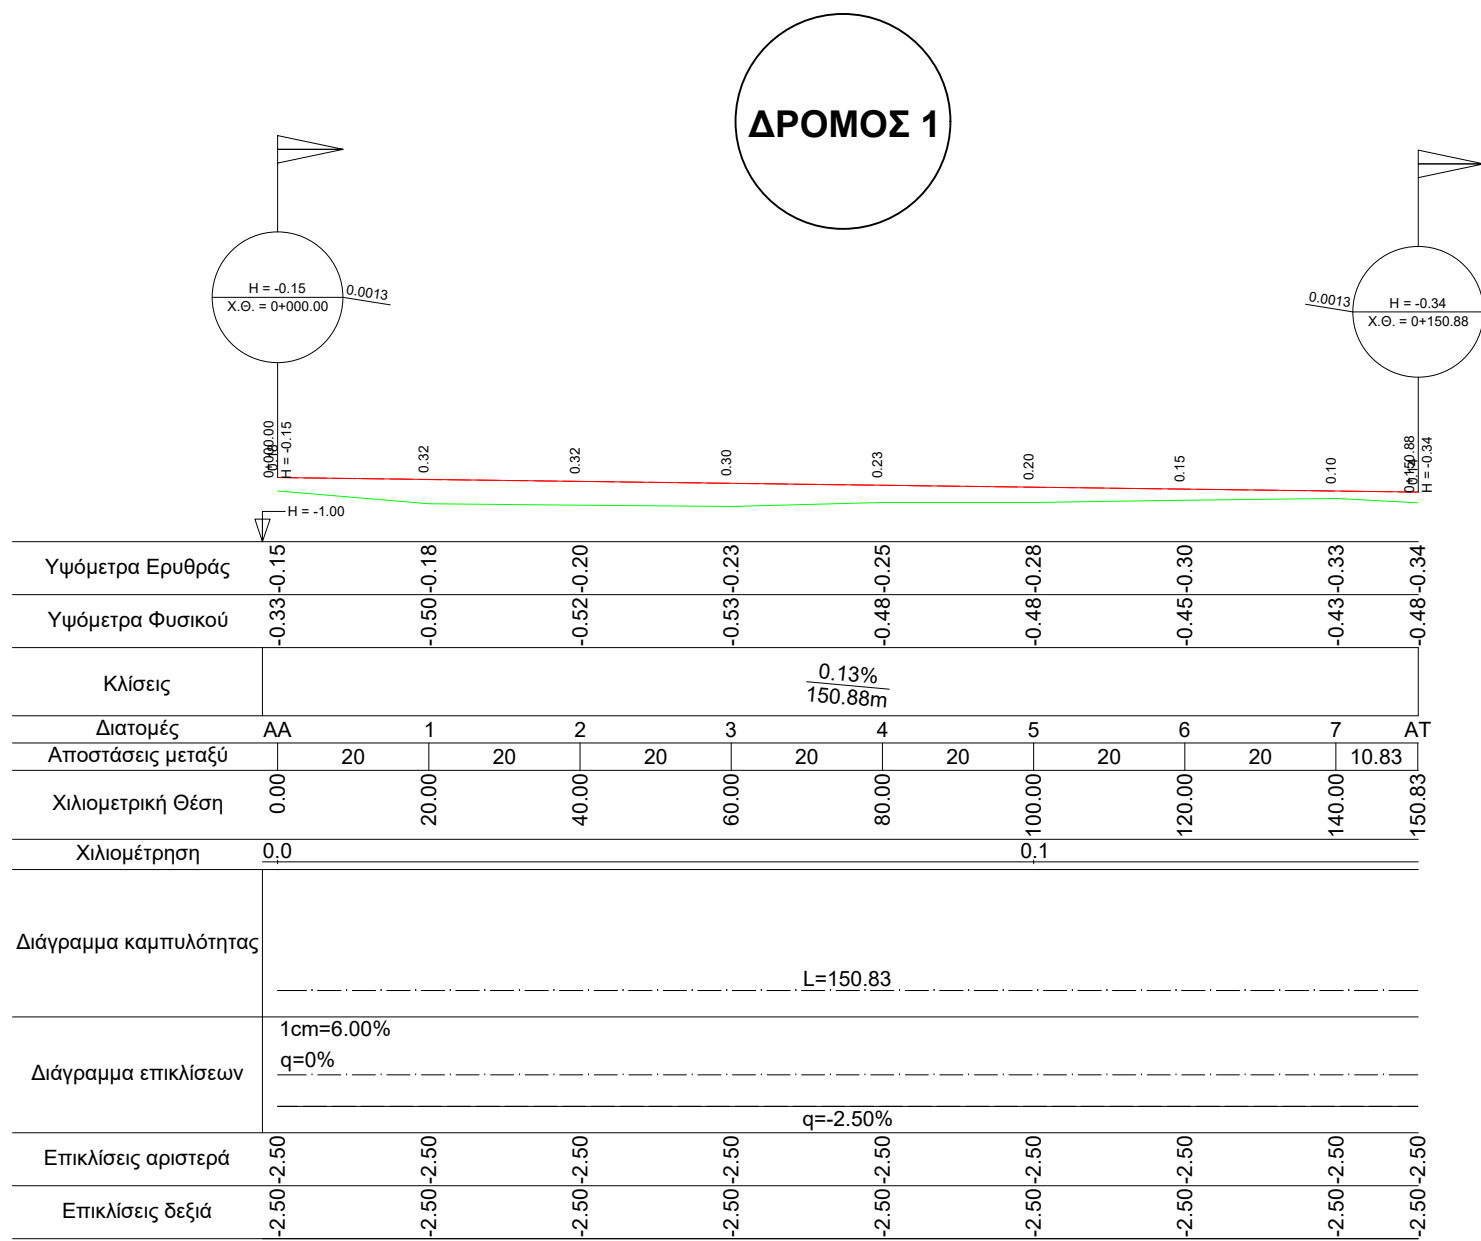 ΔΡΟΜΟΣ 1
H = -0.15
Χ.Θ. = 0+000.00
0.0013
0.0013
H = -0.34
Χ.Θ. = 0+150.88
0+000.00
H = -0.15
0.32
0.32
0.30
0.23
0.20
0.15
0.10
0+150.88
H = -0.34
H = -1.00
Υψόμετρα Ερυθράς -0.15 -0.18 -0.20 -0.23 -0.25 -0.28 -0.30 -0.33 -0.34
Υψόμετρα Φυσικού -0.33 -0.50 -0.52 -0.53 -0.48 -0.48 -0.45 -0.43 -0.48
Κλίσεις 0.13%
150.88m
Διατομές ΑΑ 1 2 3 4 5 6 7 ΑΤ
Αποστάσεις μεταξύ 20 20 20 20 20 20 20 10.83
Χιλιομετρική Θέση 0.00 20.00 40.00 60.00 80.00 100.00 120.00 140.00 150.83
Χιλιομέτρηση 0.0 0.1
Διάγραμμα καμπυλότητας
L=150.83
1cm=6.00%
q=0%
Διάγραμμα επικλίσεων
q=-2.50%
Επικλίσεις αριστερά -2.50 -2.50 -2.50 -2.50 -2.50 -2.50 -2.50 -2.50 -2.50
Επικλίσεις δεξιά -2.50 -2.50 -2.50 -2.50 -2.50 -2.50 -2.50 -2.50 -2.50